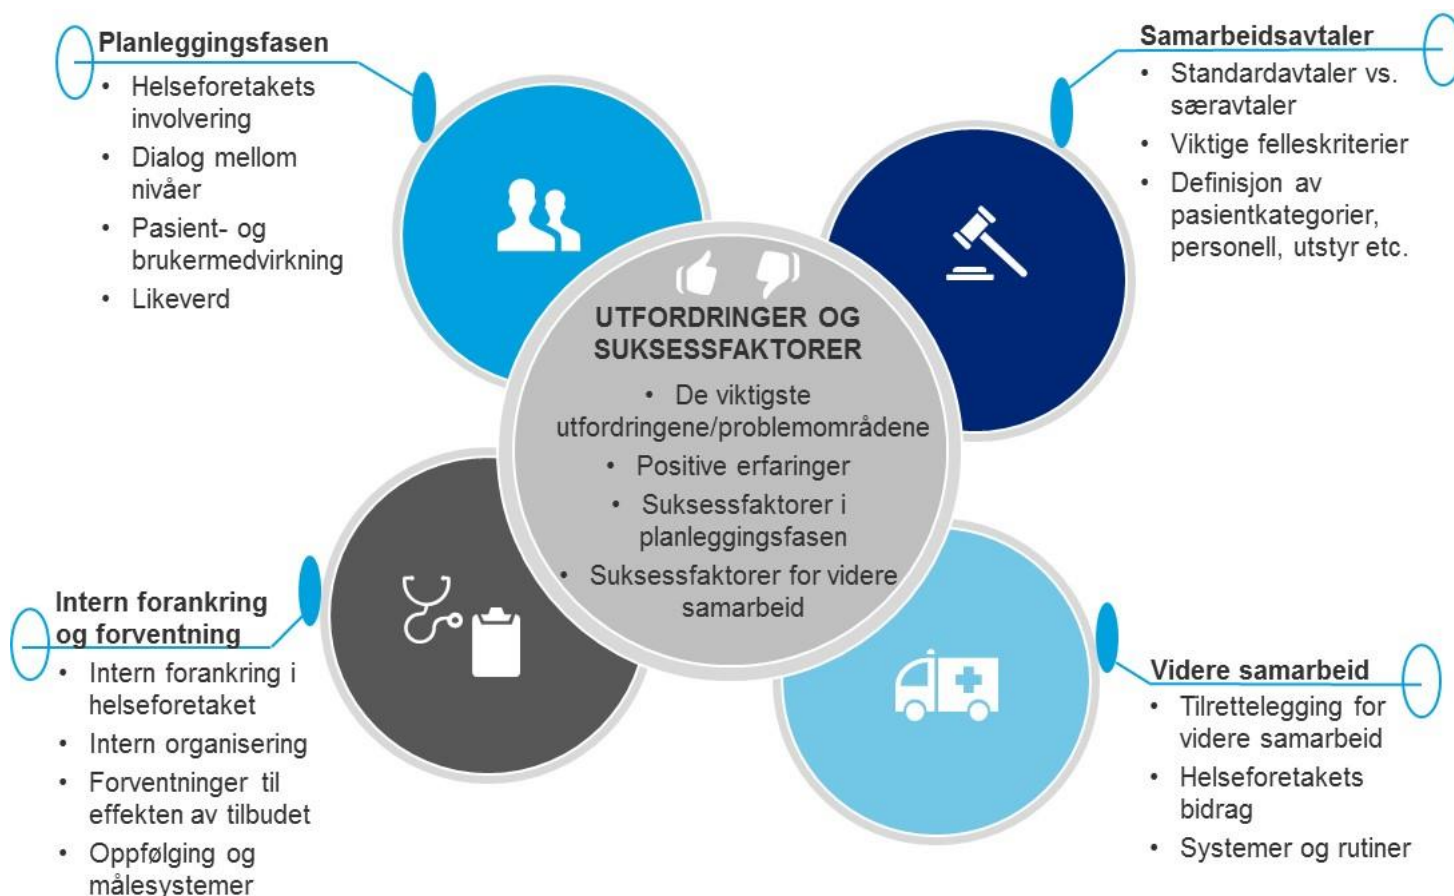 Planleggingsfasen
• Helseforetakets
involvering
• Dialog mellom
nivåer
• Pasient- og
brukermedvirkning
• Likeverd
Samarbeidsavtaler
• Standardavtaler vs.
særavtaler
• Viktige felleskriterier
• Definisjon av
pasientkategorier,
personell, utstyr etc.
UTFORDRINGER OG
SUKSESSFAKTORER
• De viktigste
utfordringene/problemområdene
• Positive erfaringer
• Suksessfaktorer i
planleggingsfasen
• Suksessfaktorer for videre
samarbeid
Intern forankring
og forventning
• Intern forankring i
helseforetaket
• Intern organisering
• Forventninger til
effekten av tilbudet
• Oppfølging og
målesystemer
Videre samarbeid
• Tilrettelegging for
videre samarbeid
• Helseforetakets
bidrag
• Systemer og rutiner